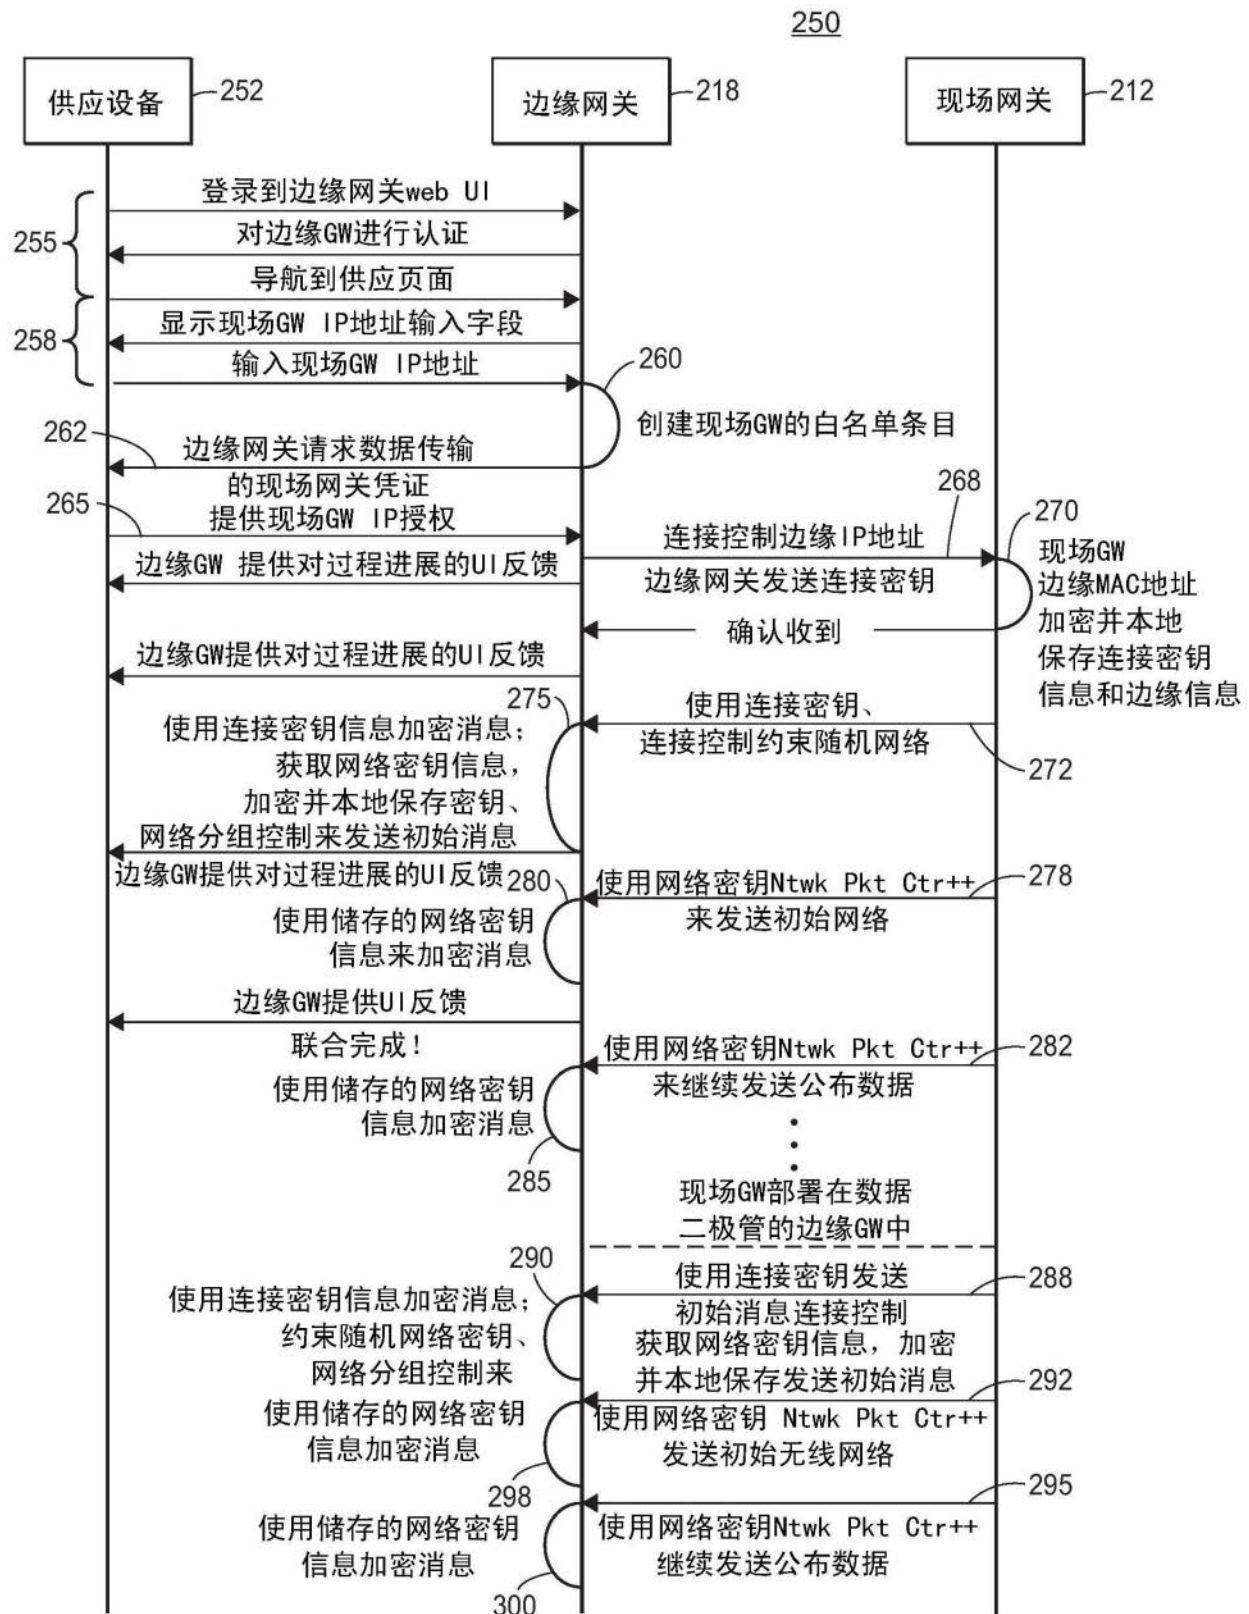 250
供应设备 252
边缘网关 218
现场网关 212
登录到边缘网关web UI
255
对边缘GW进行认证
导航到供应页面
258
显示现场GW IP地址输入字段
输入现场GW IP地址
260
创建现场GW的白名单条目
262
边缘网关请求数据传输
的现场网关凭证
265
提供现场GW IP授权
边缘GW 提供对过程进展的UI反馈
连接控制边缘IP地址
268
边缘网关发送连接密钥
270
现场GW
边缘MAC地址
加密并本地
保存连接密钥
信息和边缘信息
确认收到
边缘GW提供对过程进展的UI反馈
275
使用连接密钥、
连接控制约束随机网络
272
使用连接密钥信息加密消息;
获取网络密钥信息,
加密并本地保存密钥、
网络分组控制来发送初始消息
边缘GW提供对过程进展的UI反馈
280
使用网络密钥Ntwk Pkt Ctr++
278
来发送初始网络
使用储存的网络密钥
信息来加密消息
边缘GW提供UI反馈
联合完成!
使用网络密钥Ntwk Pkt Ctr++
282
来继续发送公布数据
使用储存的网络密钥
信息加密消息
285
现场GW部署在数据
二极管的边缘GW中
290
使用连接密钥发送
288
初始消息连接控制
获取网络密钥信息, 加密
并本地保存发送初始消息
292
使用连接密钥信息加密消息;
约束随机网络密钥、
网络分组控制来
使用网络密钥 Ntwk Pkt Ctr++
发送初始无线网络
使用储存的网络密钥
信息加密消息
298
295
使用网络密钥Ntwk Pkt Ctr++
继续发送公布数据
使用储存的网络密钥
信息加密消息
300